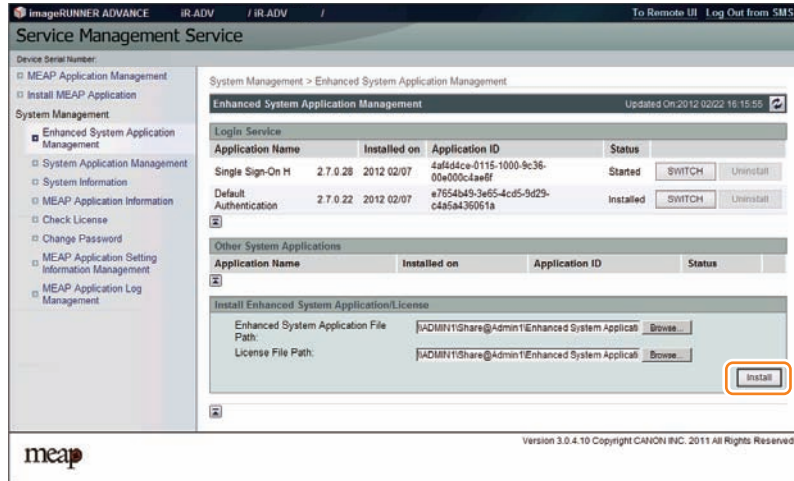 imageRUNNER ADVANCE iR-ADV / iR-ADV / To Remote UI Log Out from SMS
Service Management Service
Device Serial Number:
MEAP Application Management
Install MEAP Application
System Management
Enhanced System Application
Management
System Application Management
System Information
MEAP Application Information
Check License
Change Password
MEAP Application Setting
Information Management
MEAP Application Log
Management
System Management > Enhanced System Application Management
Enhanced System Application Management Updated On:2012 02/22 16:15:55
Login Service
Application Name Installed on Application ID Status
Single Sign-On H 2.7.0.28 2012 02/07 4af4d4ce-0115-1000-9c36-
00e000c4ae6f Started SWITCH Uninstall
Default
Authentication 2.7.0.22 2012 02/07 e7654b49-3e65-4cd5-9d29-
c4a5a436061a Installed SWITCH Uninstall
Other System Applications
Application Name Installed on Application ID Status
Install Enhanced System Application/License
Enhanced System Application File
Path: \\ADMIN1\Share@Admin1\Enhanced System Applicati Browse...
License File Path: \\ADMIN1\Share@Admin1\Enhanced System Applicati Browse...
Install
Version 3.0.4.10 Copyright CANON INC. 2011 All Rights Reserved
meap